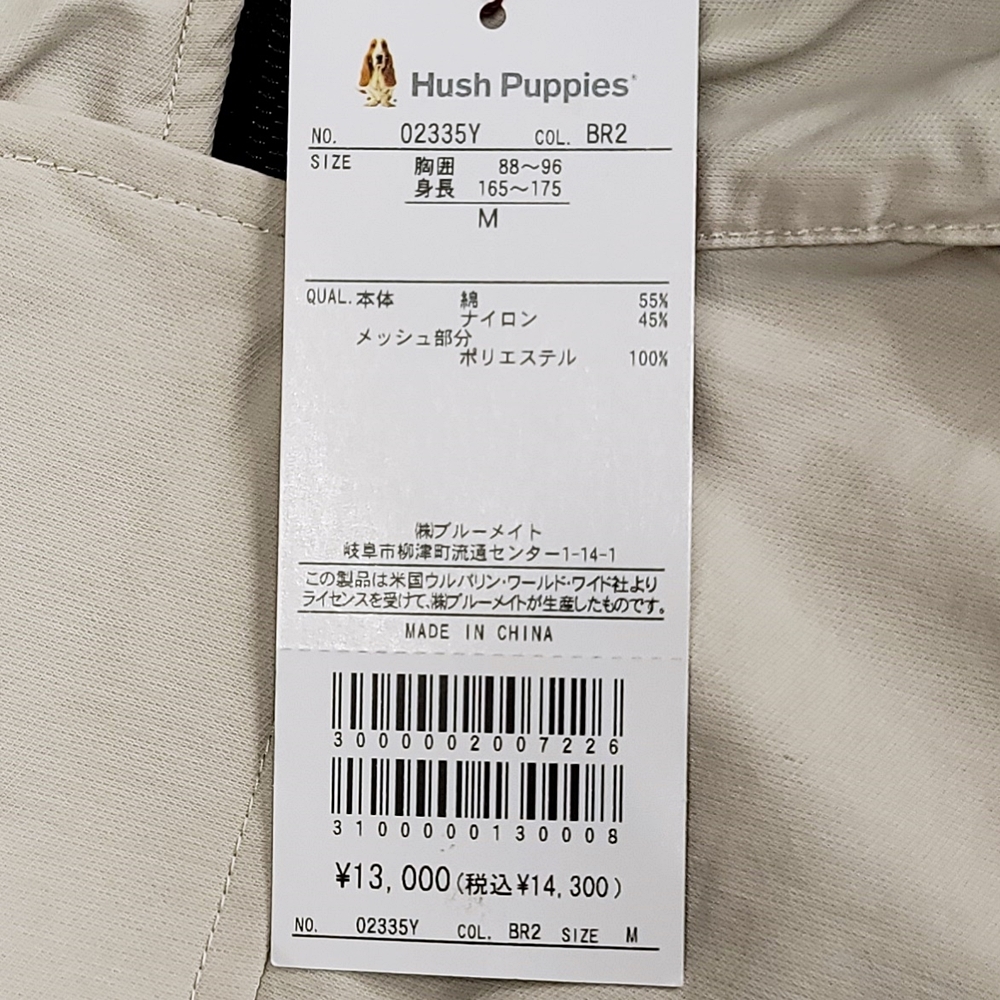 Hush Puppies®
NO. 02335Y COL. BR2
SIZE 胸囲 88～96
身長 165～175
M
QUAL. 本体 綿 55%
ナイロン 45%
メッシュ部分
ポリエステル 100%
㈱ブルーメイト
岐阜市柳津町流通センター1-14-1
この製品は米国ウルバリン・ワールド・ワイド社より
ライセンスを受けて、㈱ブルーメイトが生産したものです。
MADE IN CHINA
3000002007226
3100000130008
¥13,000(税込¥14,300)
NO. 02335Y COL. BR2 SIZE M